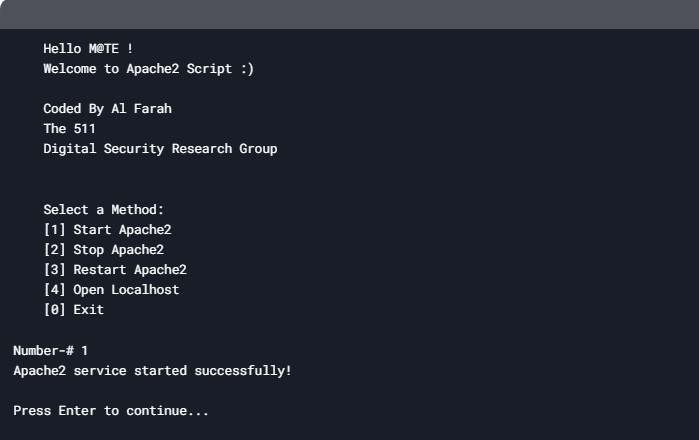 Hello M@TE !
Welcome to Apache2 Script :)
Coded By Al Farah
The 511
Digital Security Research Group
Select a Method:
[1] Start Apache2
[2] Stop Apache2
[3] Restart Apache2
[4] Open Localhost
[0] Exit
Number-# 1
Apache2 service started successfully!
Press Enter to continue...